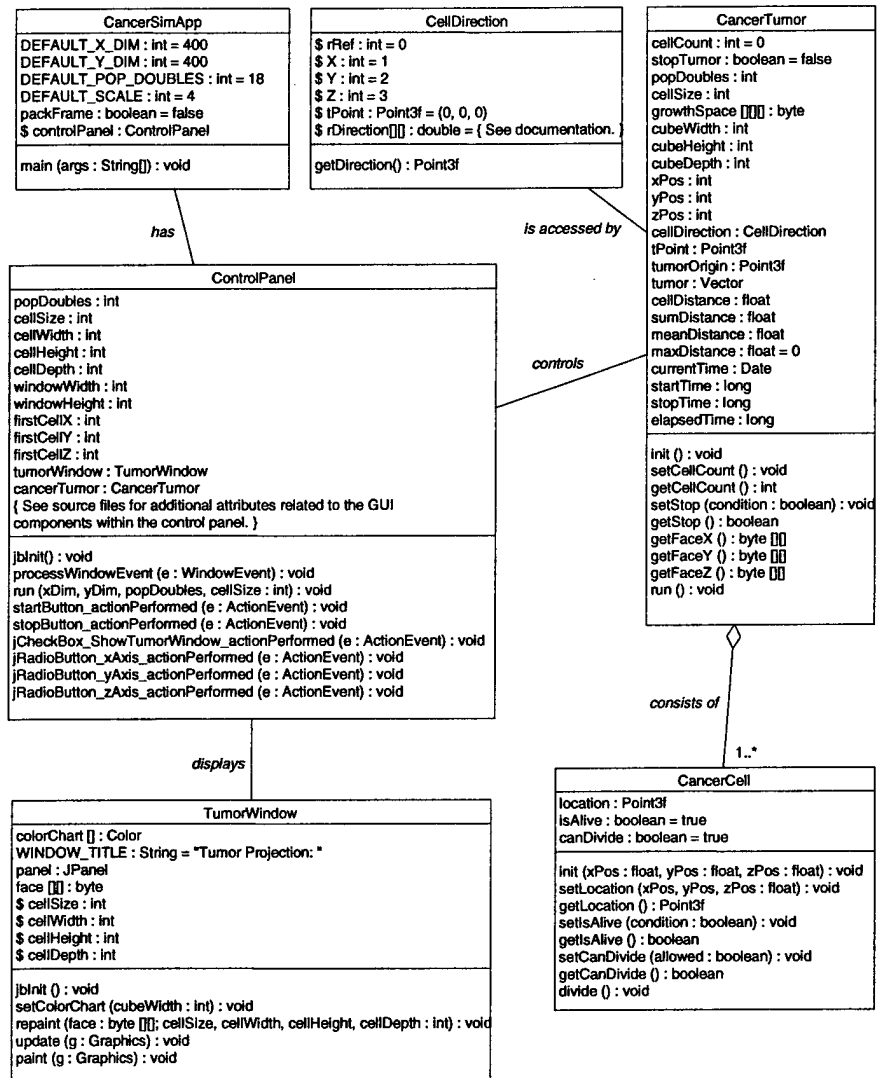 CancerSimApp
DEFAULT_X_DIM : int = 400
DEFAULT_Y_DIM : int = 400
DEFAULT_POP_DOUBLES : int = 18
DEFAULT_SCALE : int = 4
packFrame : boolean = false
$ controlPanel : ControlPanel
main (args : String[]) : void
CellDirection
$ rRef : int = 0
$ X : int = 1
$ Y : int = 2
$ Z : int = 3
$ tPoint : Point3f = (0, 0, 0)
$ rDirection[][] : double = { See documentation. }
getDirection() : Point3f
CancerTumor
cellCount : int = 0
stopTumor : boolean = false
popDoubles : int
cellSize : int
growthSpace [][][] : byte
cubeWidth : int
cubeHeight : int
cubeDepth : int
xPos : int
yPos : int
zPos : int
cellDirection : CellDirection
tPoint : Point3f
tumorOrigin : Point3f
tumor : Vector
cellDistance : float
sumDistance : float
meanDistance : float
maxDistance : float = 0
currentTime : Date
startTime : long
stopTime : long
elapsedTime : long
init () : void
setCellCount () : void
getCellCount () : int
setStop (condition : boolean) : void
getStop () : boolean
getFaceX () : byte [][]
getFaceY () : byte [][]
getFaceZ () : byte [][]
run () : void
has
is accessed by
ControlPanel
popDoubles : int
cellSize : int
cellWidth : int
cellHeight : int
cellDepth : int
windowWidth : int
windowHeight : int
firstCellX : int
firstCellY : int
firstCellZ : int
tumorWindow : TumorWindow
cancerTumor : CancerTumor
{ See source files for additional attributes related to the GUI
components within the control panel. }
jbInit() : void
processWindowEvent (e : WindowEvent) : void
run (xDim, yDim, popDoubles, cellSize : int) : void
startButton_actionPerformed (e : ActionEvent) : void
stopButton_actionPerformed (e : ActionEvent) : void
jCheckBox_ShowTumorWindow_actionPerformed (e : ActionEvent) : void
jRadioButton_xAxis_actionPerformed (e : ActionEvent) : void
jRadioButton_yAxis_actionPerformed (e : ActionEvent) : void
jRadioButton_zAxis_actionPerformed (e : ActionEvent) : void
controls
consists of
1..*
displays
TumorWindow
colorChart [] : Color
WINDOW_TITLE : String = "Tumor Projection: "
panel : JPanel
face [][] : byte
$ cellSize : int
$ cellWidth : int
$ cellHeight : int
$ cellDepth : int
jbInit () : void
setColorChart (cubeWidth : int) : void
repaint (face : byte [][]; cellSize, cellWidth, cellHeight, cellDepth : int) : void
update (g : Graphics) : void
paint (g : Graphics) : void
CancerCell
location : Point3f
isAlive : boolean = true
canDivide : boolean = true
init (xPos : float, yPos : float, zPos : float) : void
setLocation (xPos, yPos, zPos : float) : void
getLocation () : Point3f
setIsAlive (condition : boolean) : void
getIsAlive () : boolean
setCanDivide (allowed : boolean) : void
getCanDivide () : boolean
divide () : void